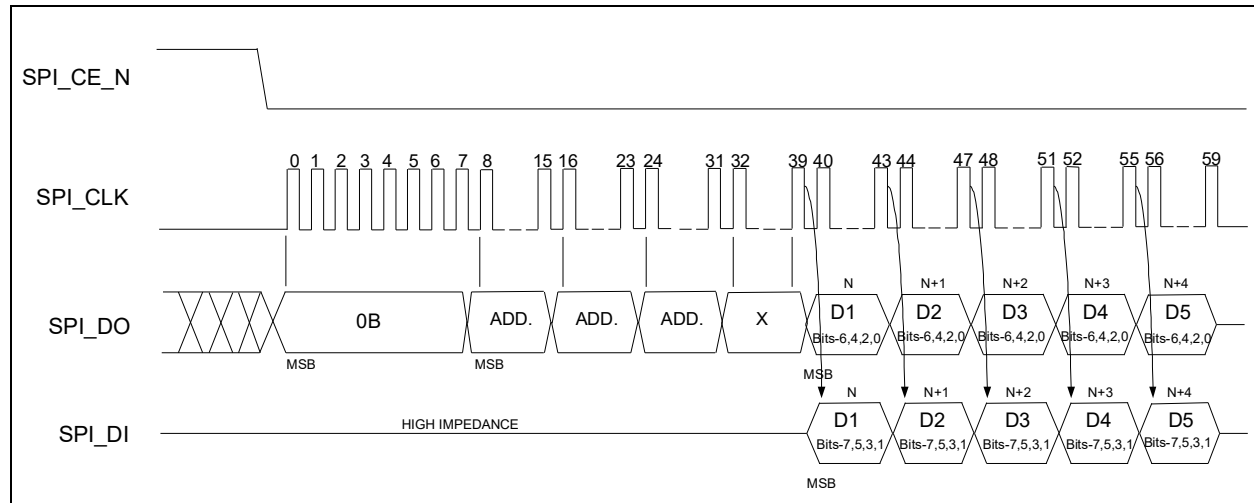 SPI_CE_N
0 1 2 3 4 5 6 7 8 15 16 23 24 31 32 39 40 43 44 47 48 51 52 55 56 59
SPI_CLK
N N+1 N+2 N+3 N+4
SPI_DO 0B ADD. ADD. ADD. X D1 D2 D3 D4 D5
Bits-6,4,2,0 Bits-6,4,2,0 Bits-6,4,2,0 Bits-6,4,2,0 Bits-6,4,2,0
MSB MSB MSB
N N+1 N+2 N+3 N+4
SPI_DI HIGH IMPEDANCE D1 D2 D3 D4 D5
Bits-7,5,3,1 Bits-7,5,3,1 Bits-7,5,3,1 Bits-7,5,3,1 Bits-7,5,3,1
MSB